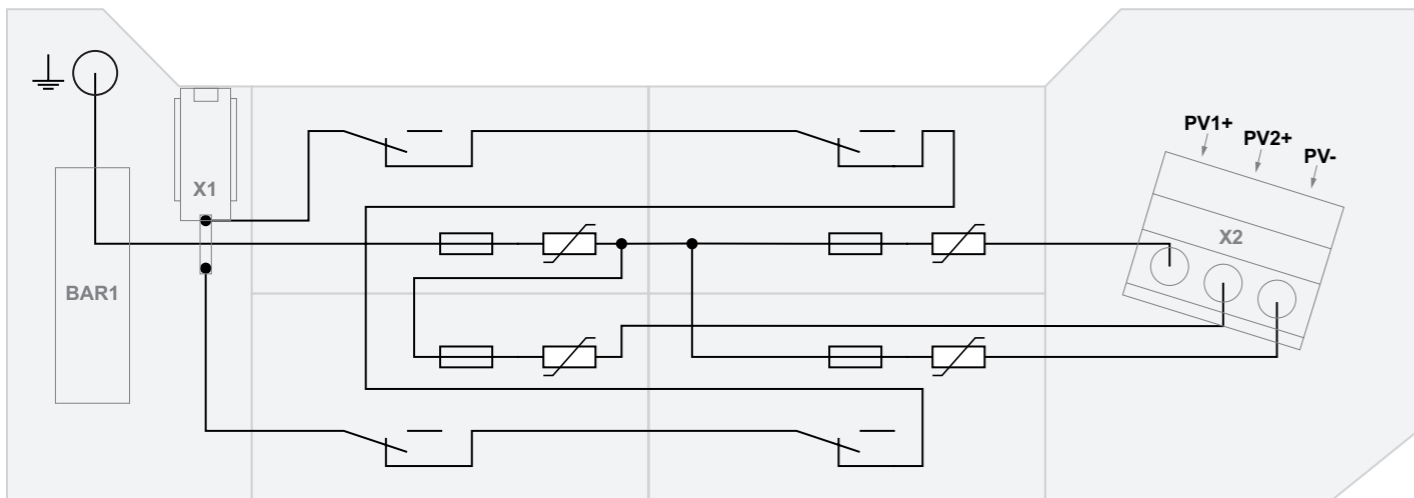 PV1+
PV2+
PV-
X1
X2
BAR1